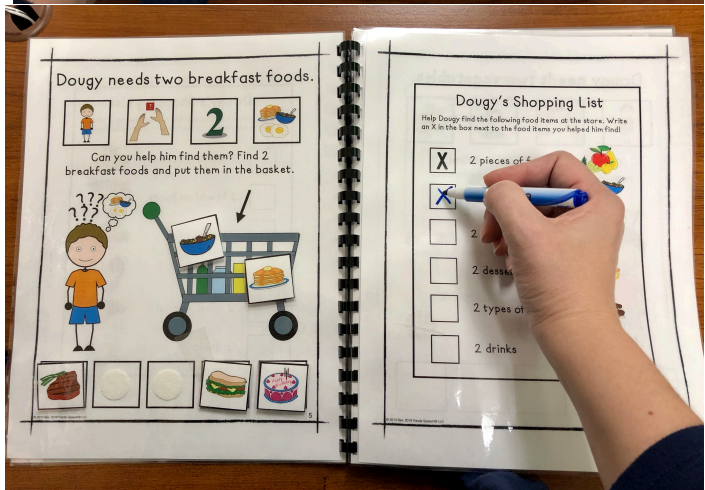 Dougy needs two breakfast foods.
2
Can you help him find them? Find 2
breakfast foods and put them in the basket.
???
???
5
Dougy's Shopping List
Help Dougy find the following food items at the store. Write
an X in the box next to the food items you helped him find!
X 2 pieces of
X
2
2
2 types of
2 drinks